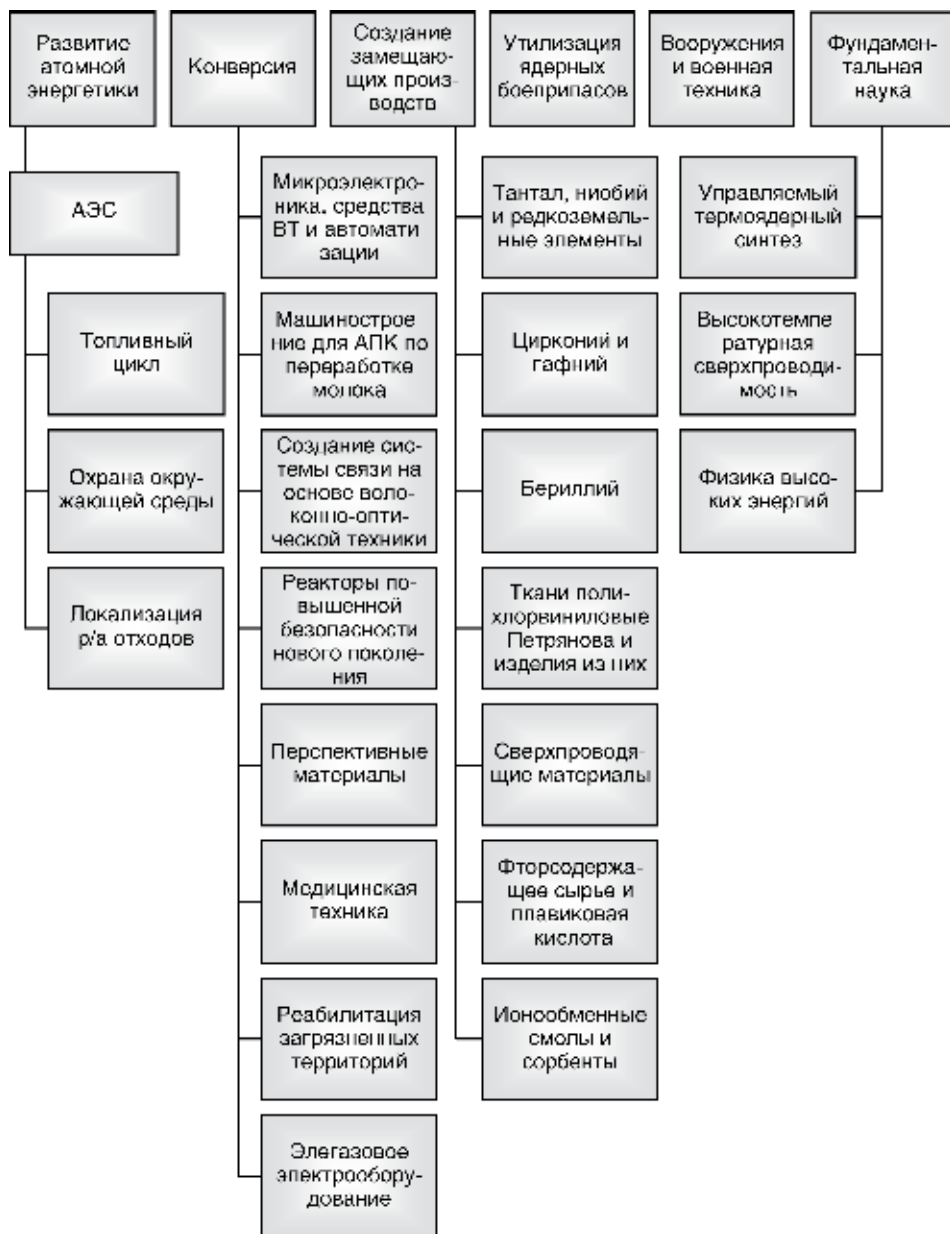 Развитие
атомной
энергетики
Конверсия
Создание
замещаю-
щих произ-
водств
Утилизация
ядерных
боеприпасов
Вооружения
и военная
техника
Фундамен-
тальная
наука
АЭС
Топливный
цикл
Охрана окру-
жающей среды
Локализация
р/а отходов
Микроэлектро-
ника, средства
ВТ и автомати
зации
Машинострое
ние для АПК по
переработке
молока
Создание сис-
темы связи на
основе воло-
конно-опти-
ческой техники
Реакторы по-
вышенной
безопасности
нового поколе-
ния
Перспективные
материалы
Медицинская
техника
Реабилитация
загрязненных
территорий
Элегазовое
электрообору-
дование
Тантал, ниобий
и редкоземель-
ные элементы
Цирконий и
гафний
Бериллий
Ткани поли-
хлорвиниловые
Петрянова и
изделия из них
Сверхпроводя-
щие материалы
Фторсодержа-
щее сырье и
плавиковая
кислота
Ионообменные
смолы и
сорбенты
Управляемый
термоядерный
синтез
Высокотемпе
ратурная
сверхпроводи-
мость
Физика высо-
ких энергий